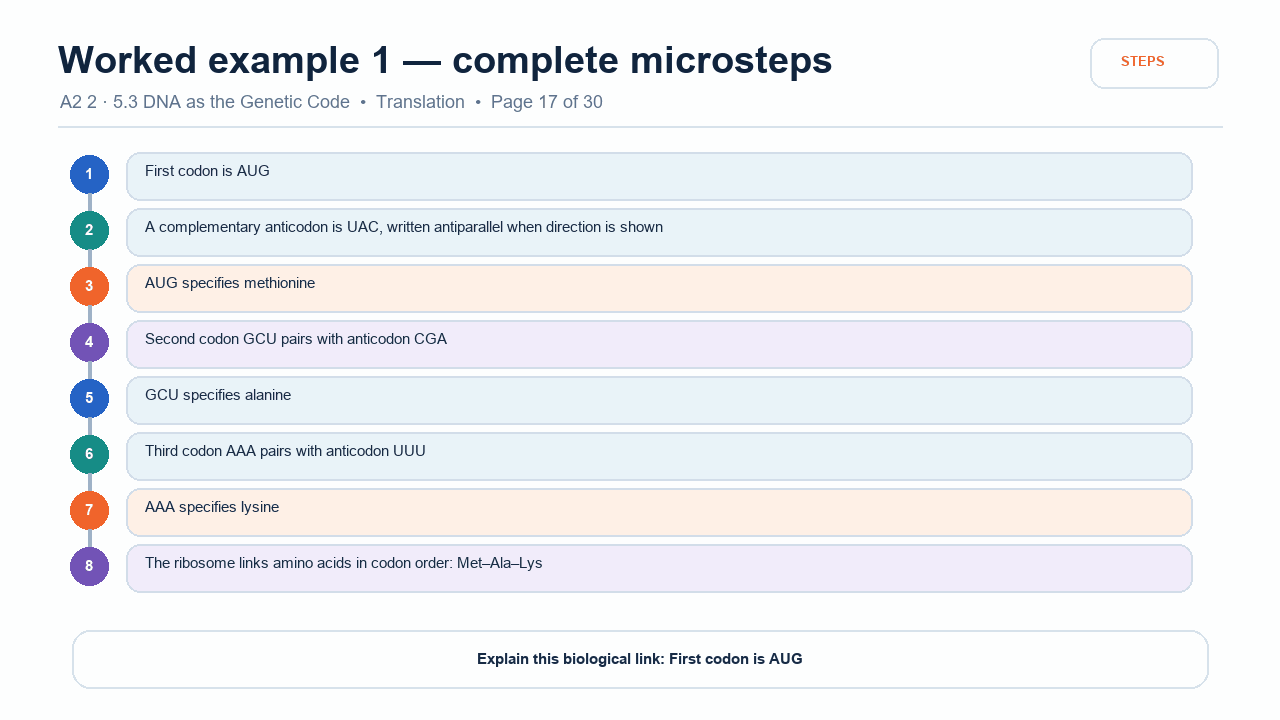 Worked example 1 — complete microsteps
STEPS
A2 2 · 5.3 DNA as the Genetic Code • Translation • Page 17 of 30
1 First codon is AUG
2 A complementary anticodon is UAC, written antiparallel when direction is shown
3 AUG specifies methionine
4 Second codon GCU pairs with anticodon CGA
5 GCU specifies alanine
6 Third codon AAA pairs with anticodon UUU
7 AAA specifies lysine
8 The ribosome links amino acids in codon order: Met–Ala–Lys
Explain this biological link: First codon is AUG